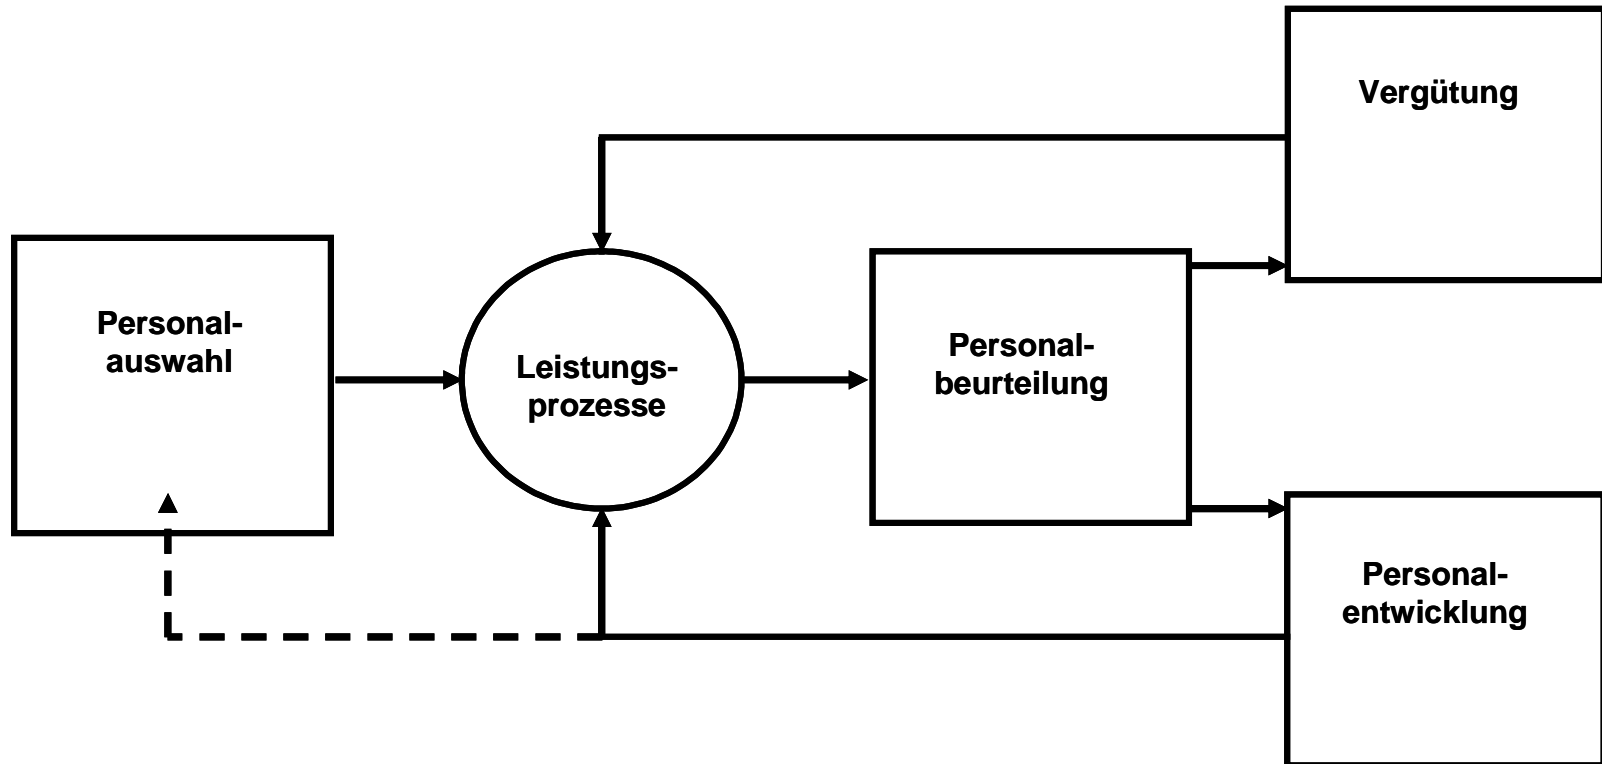 Vergütung
Personal-
auswahl
Leistungs-
prozesse
Personal-
beurteilung
Personal-
entwicklung